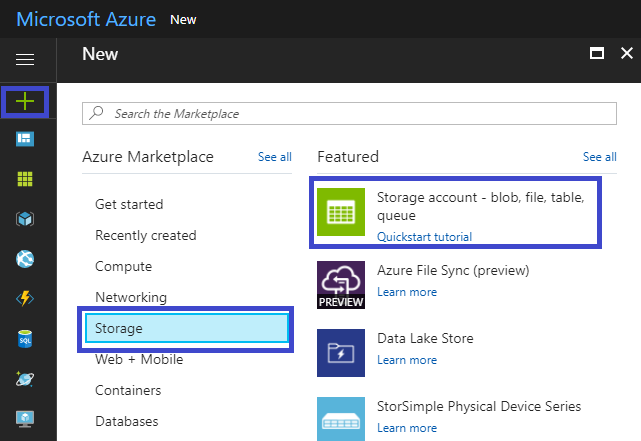 Microsoft Azure New
New
Search the Marketplace
Azure Marketplace See all
Get started
Recently created
Compute
Networking
Storage
Web + Mobile
Containers
Databases
Featured See all
Storage account - blob, file, table,
queue
Quickstart tutorial
PREVIEW
Azure File Sync (preview)
Learn more
Data Lake Store
Learn more
StorSimple Physical Device Series
Learn more
SQL